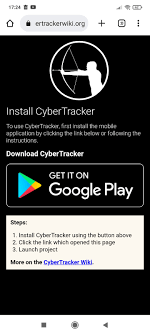 17:24
ertrackerwiki.org
Install CyberTracker
To use CyberTracker, first install the mobile
application by clicking the link below or following the
instructions.
Download CyberTracker
GET IT ON
Google Play
Steps:
1. Install CyberTracker using the button above
2. Click the link which opened this page
3. Launch project
More on the CyberTracker Wiki.